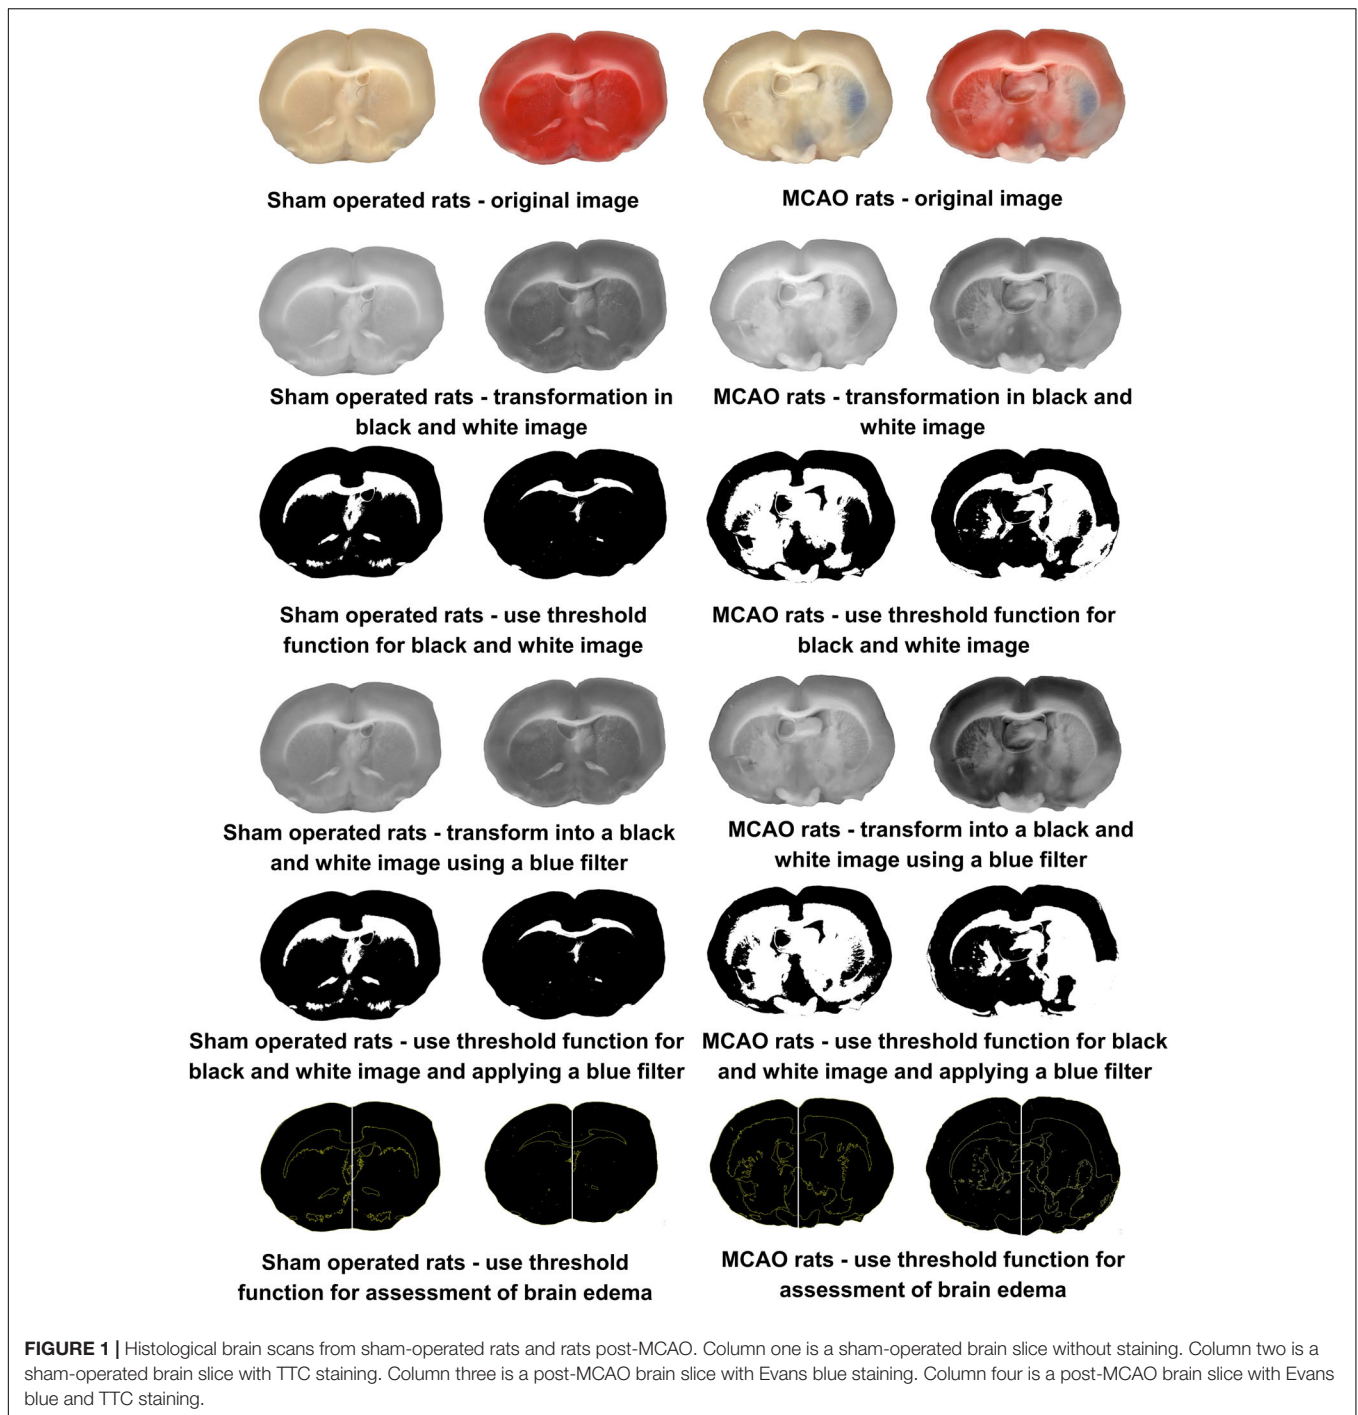 Sham operated rats - original image
MCAO rats - original image
Sham operated rats - transformation in
black and white image
MCAO rats - transformation in black and
white image
Sham operated rats - use threshold
function for black and white image
MCAO rats - use threshold function for
black and white image
Sham operated rats - transform into a black
and white image using a blue filter
MCAO rats - transform into a black and
white image using a blue filter
Sham operated rats - use threshold function for
black and white image and applying a blue filter
MCAO rats - use threshold function for black
and white image and applying a blue filter
Sham operated rats - use threshold
function for assessment of brain edema
MCAO rats - use threshold function for
assessment of brain edema
FIGURE 1 | Histological brain scans from sham-operated rats and rats post-MCAO. Column one is a sham-operated brain slice without staining. Column two is a
sham-operated brain slice with TTC staining. Column three is a post-MCAO brain slice with Evans blue staining. Column four is a post-MCAO brain slice with Evans
blue and TTC staining.